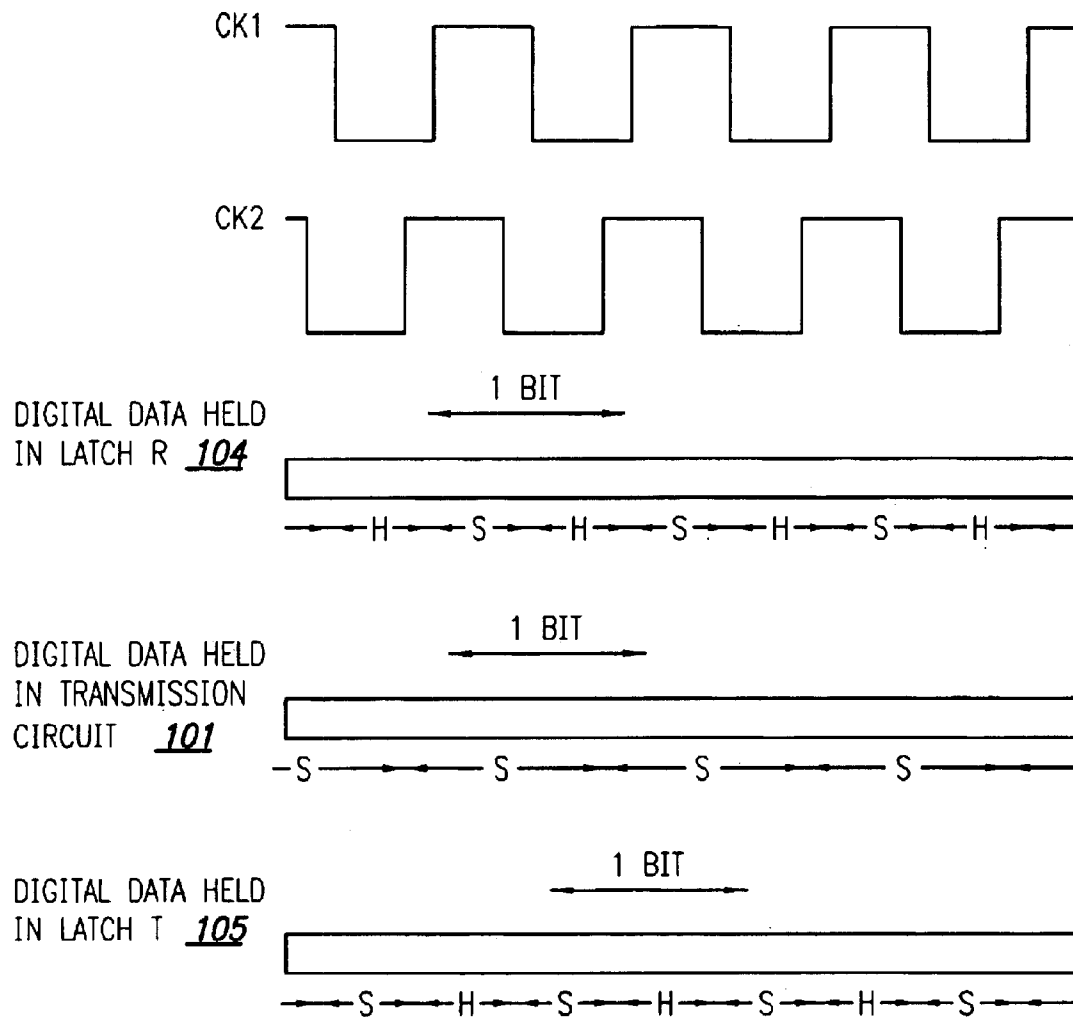 CK1
CK2
1 BIT
DIGITAL DATA HELD
IN LATCH R 104
H S H S H S H
1 BIT
DIGITAL DATA HELD
IN TRANSMISSION
CIRCUIT 101
S S S S
1 BIT
DIGITAL DATA HELD
IN LATCH T 105
S H S H S H S